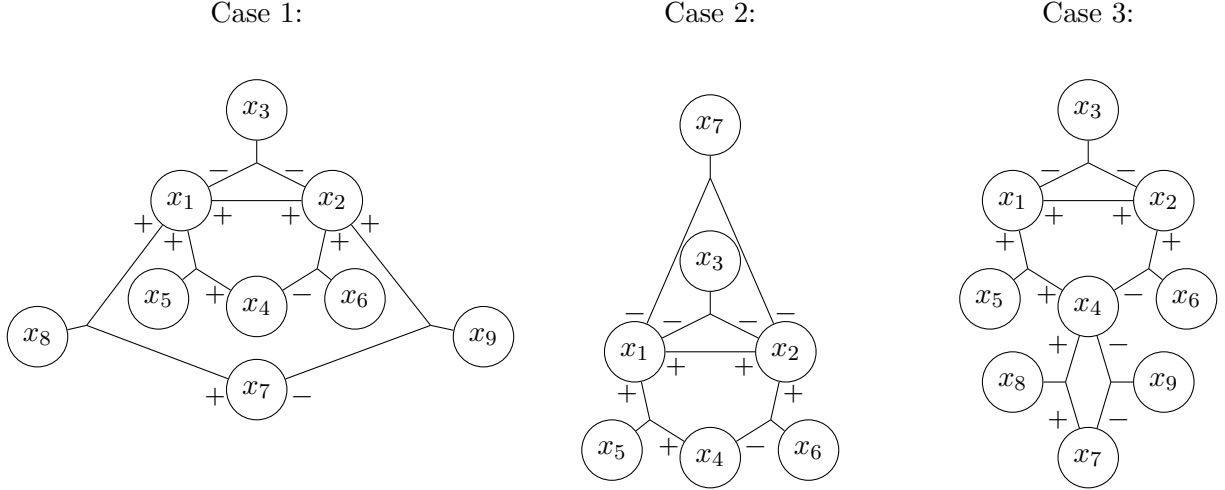 Case 1: Case 2: Case 3:
x₃ x₇ x₃
− − x₃ − −
x₁ x₂ x₁ x₂
+ + + + + +
+ + − − − − + +
x₅ + x₄ − x₆ x₁ x₂ x₅ + x₄ − x₆
+ + + −
x₈ x₉ + + x₈ x₉
+ x₇ − x₅ + x₄ − x₆ + −
x₇